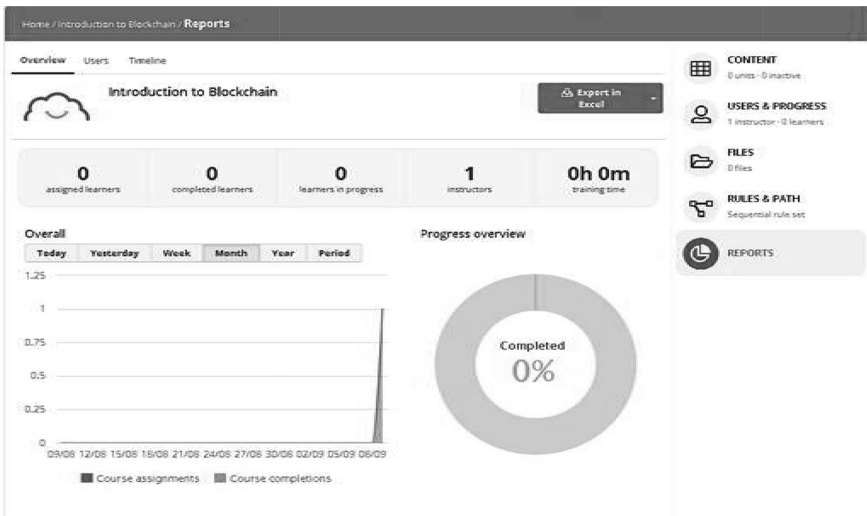 Home / Introduction to Blockchain / Reports
Overview Users Timeline
Introduction to Blockchain
Export in Excel
0 assigned learners
0 completed learners
0 learners in progress
1 instructors
0h 0m training time
Overall
Today Yesterday Week Month Year Period
1.25
1
0.75
0.5
0.25
0
09/08 12/08 15/08 18/08 21/08 24/08 27/08 30/08 02/09 05/09 08/09
Course assignments Course completions
Progress overview
Completed
0%
CONTENT
0 units - 0 inactive
USERS & PROGRESS
1 instructor - 0 learners
FILES
0 files
RULES & PATH
Sequential rule set
REPORTS